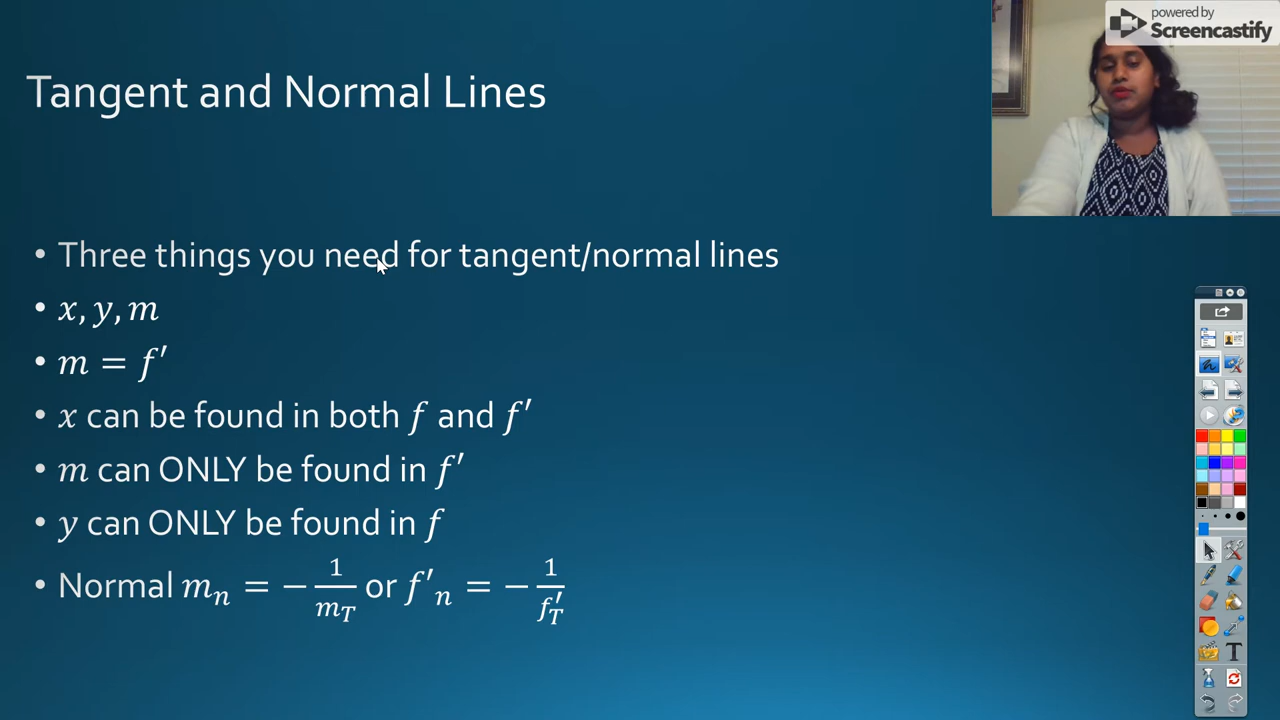 powered by
Screencastify
Tangent and Normal Lines
• Three things you need for tangent/normal lines
• x, y, m
• m = f′
• x can be found in both f and f′
• m can ONLY be found in f′
• y can ONLY be found in f
• Normal mₙ = − 1/m_T or f′ₙ = − 1/f′_T
T